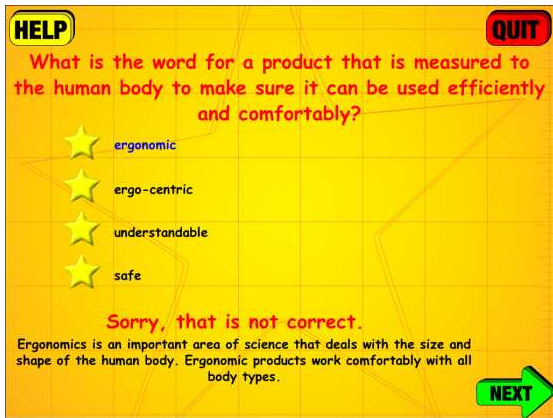 HELP
QUIT
What is the word for a product that is measured to
the human body to make sure it can be used efficiently
and comfortably?
ergonomic
ergo-centric
understandable
safe
Sorry, that is not correct.
Ergonomics is an important area of science that deals with the size and
shape of the human body. Ergonomic products work comfortably with all
body types.
NEXT